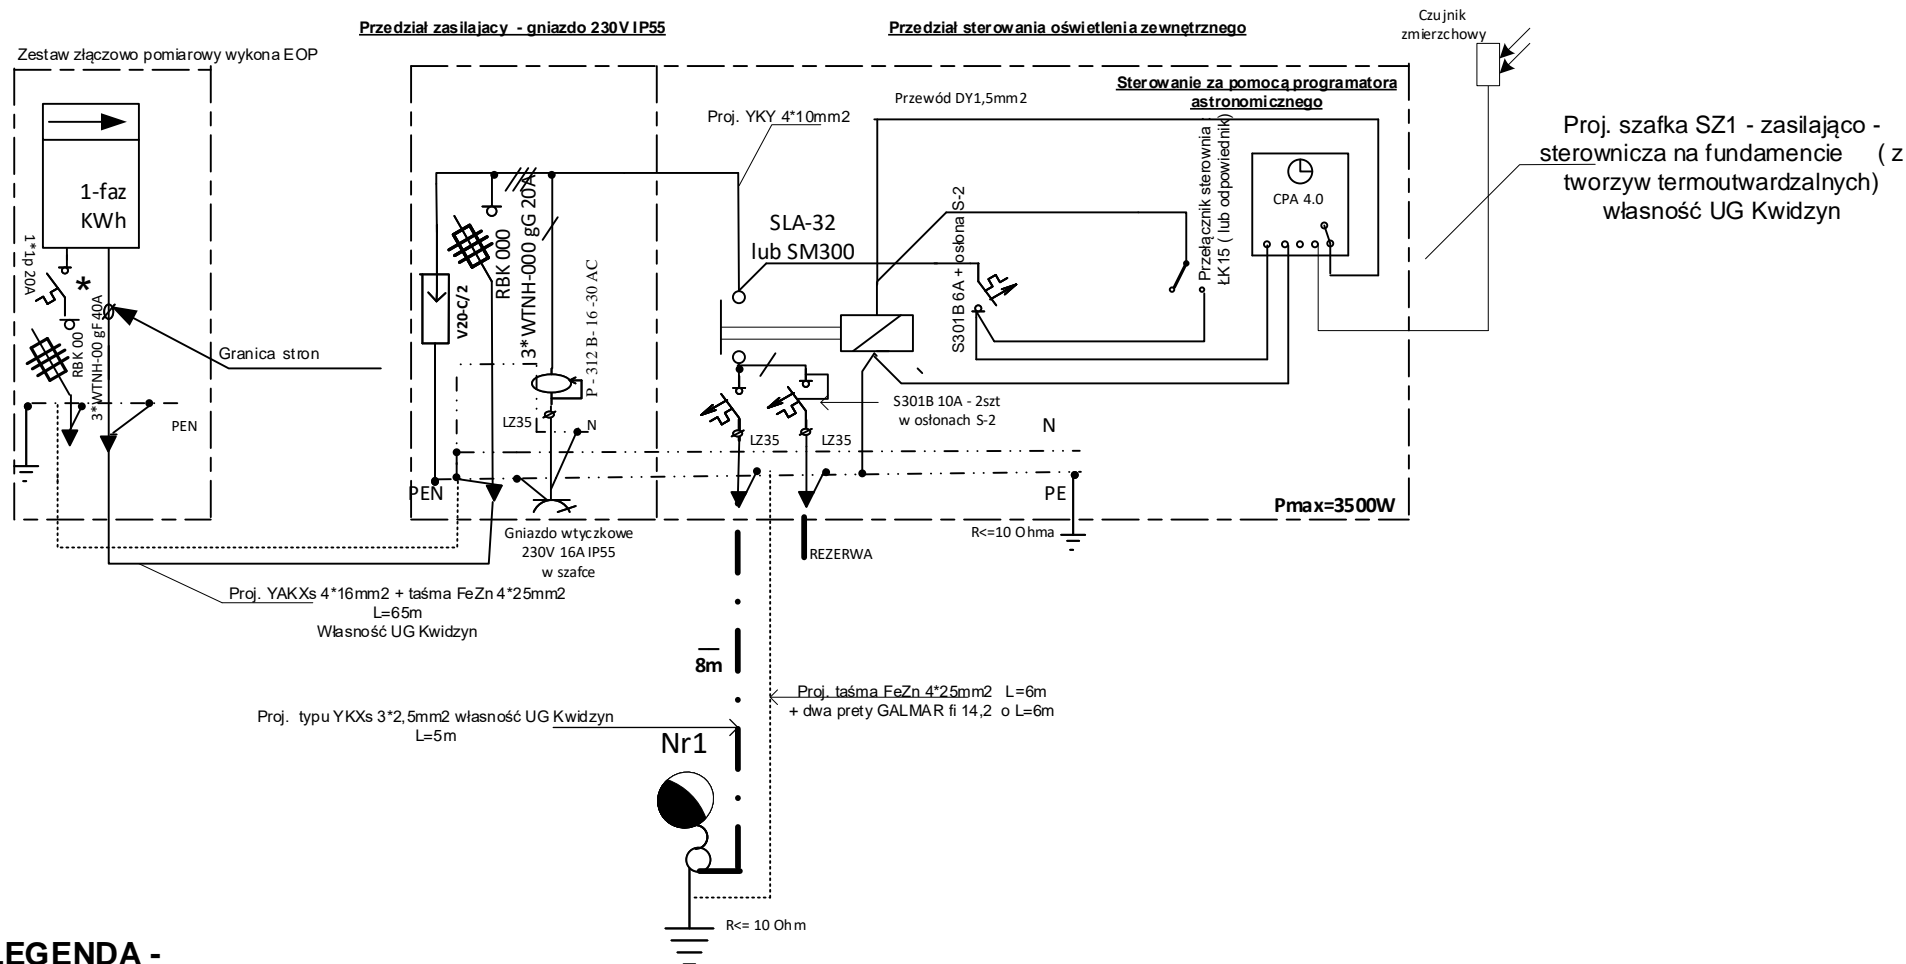 Przedział zasilajacy - gniazdo 230V IP55
Przedział sterowania oświetlenia zewnętrznego
Czujnik
zmierzchowy
Zestaw złączowo pomiarowy wykona EOP
Sterowanie za pomocą programatora
astronomicznego
Przewód DY1,5mm2
Proj. YKY 4*10mm2
Proj. szafka SZ1 - zasilająco -
sterownicza na fundamencie ( z
tworzyw termoutwardzalnych)
własność UG Kwidzyn
1-faz
KWh
1*1p 20A
*
RBK 00
3*WTNH-00 gF 40A
Granica stron
PEN
V20-C/2
RBK 000
3*WTNH-000 gG 20A
P - 312 B- 16 -30 AC
LZ35
N
SLA-32
lub SM300
S301B 6A + osłona S-2
Przełącznik sterownia :
ŁK15 ( lub odpowiednik)
CPA 4.0
S301B 10A - 2szt
w osłonach S-2
LZ35
LZ35
N
PEN
PE
Pmax=3500W
Gniazdo wtyczkowe
230V 16A IP55
w szafce
REZERWA
R<=10 Ohma
Proj. YAKXs 4*16mm2 + taśma FeZn 4*25mm2
L=65m
Własność UG Kwidzyn
8m
Proj. taśma FeZn 4*25mm2 L=6m
+ dwa prety GALMAR fi 14,2 o L=6m
Proj. typu YKXs 3*2,5mm2 własność UG Kwidzyn
L=5m
Nr1
R<= 10 Ohm
LEGENDA -